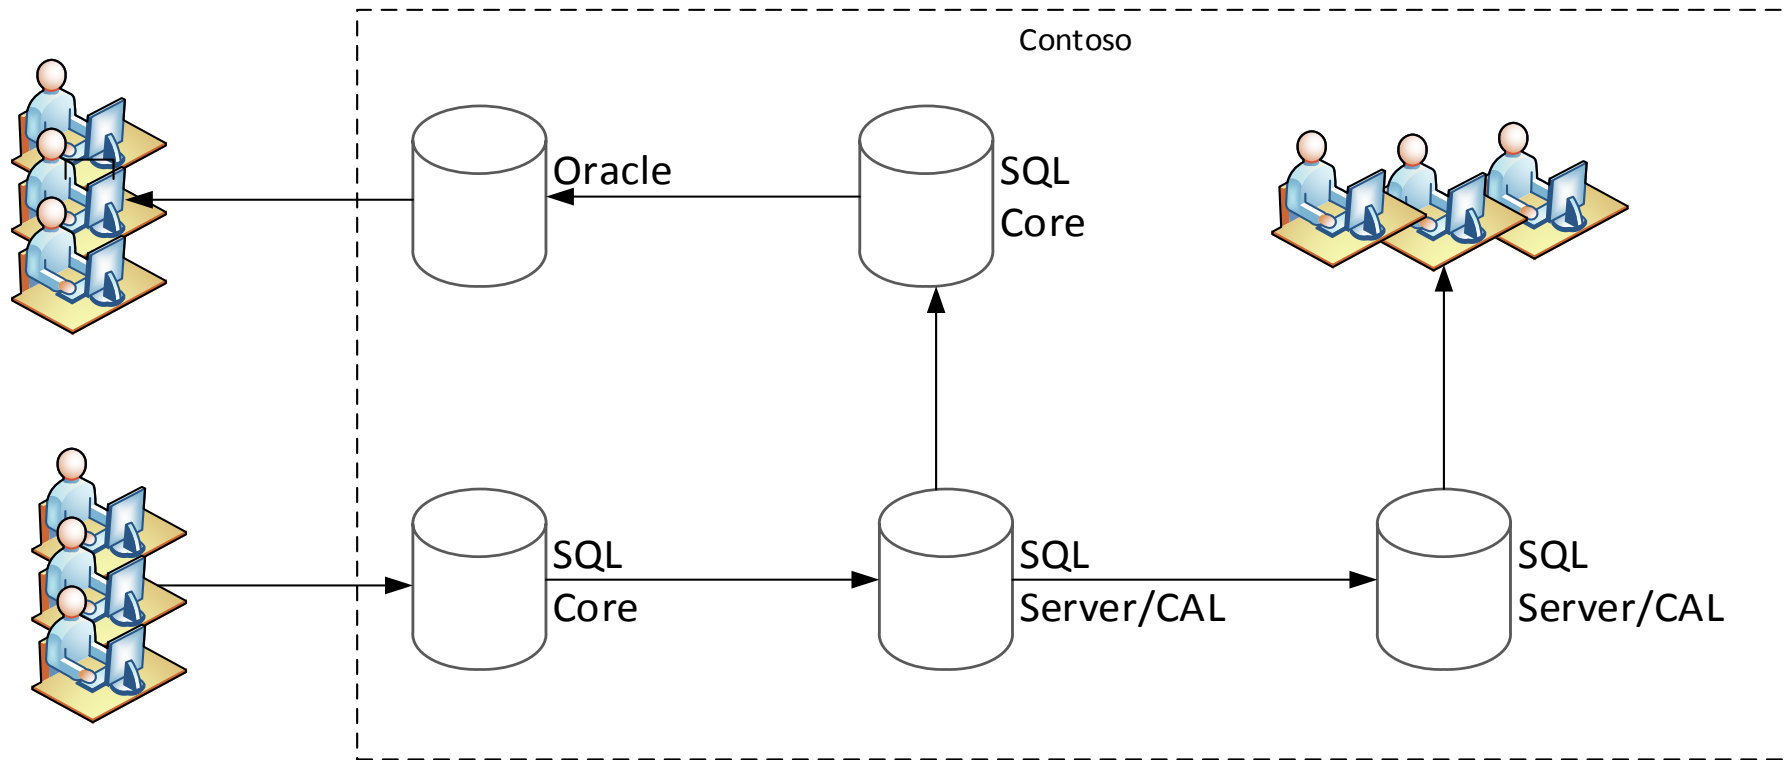 Contoso
Oracle
SQL
Core
SQL
Core
SQL
Server/CAL
SQL
Server/CAL